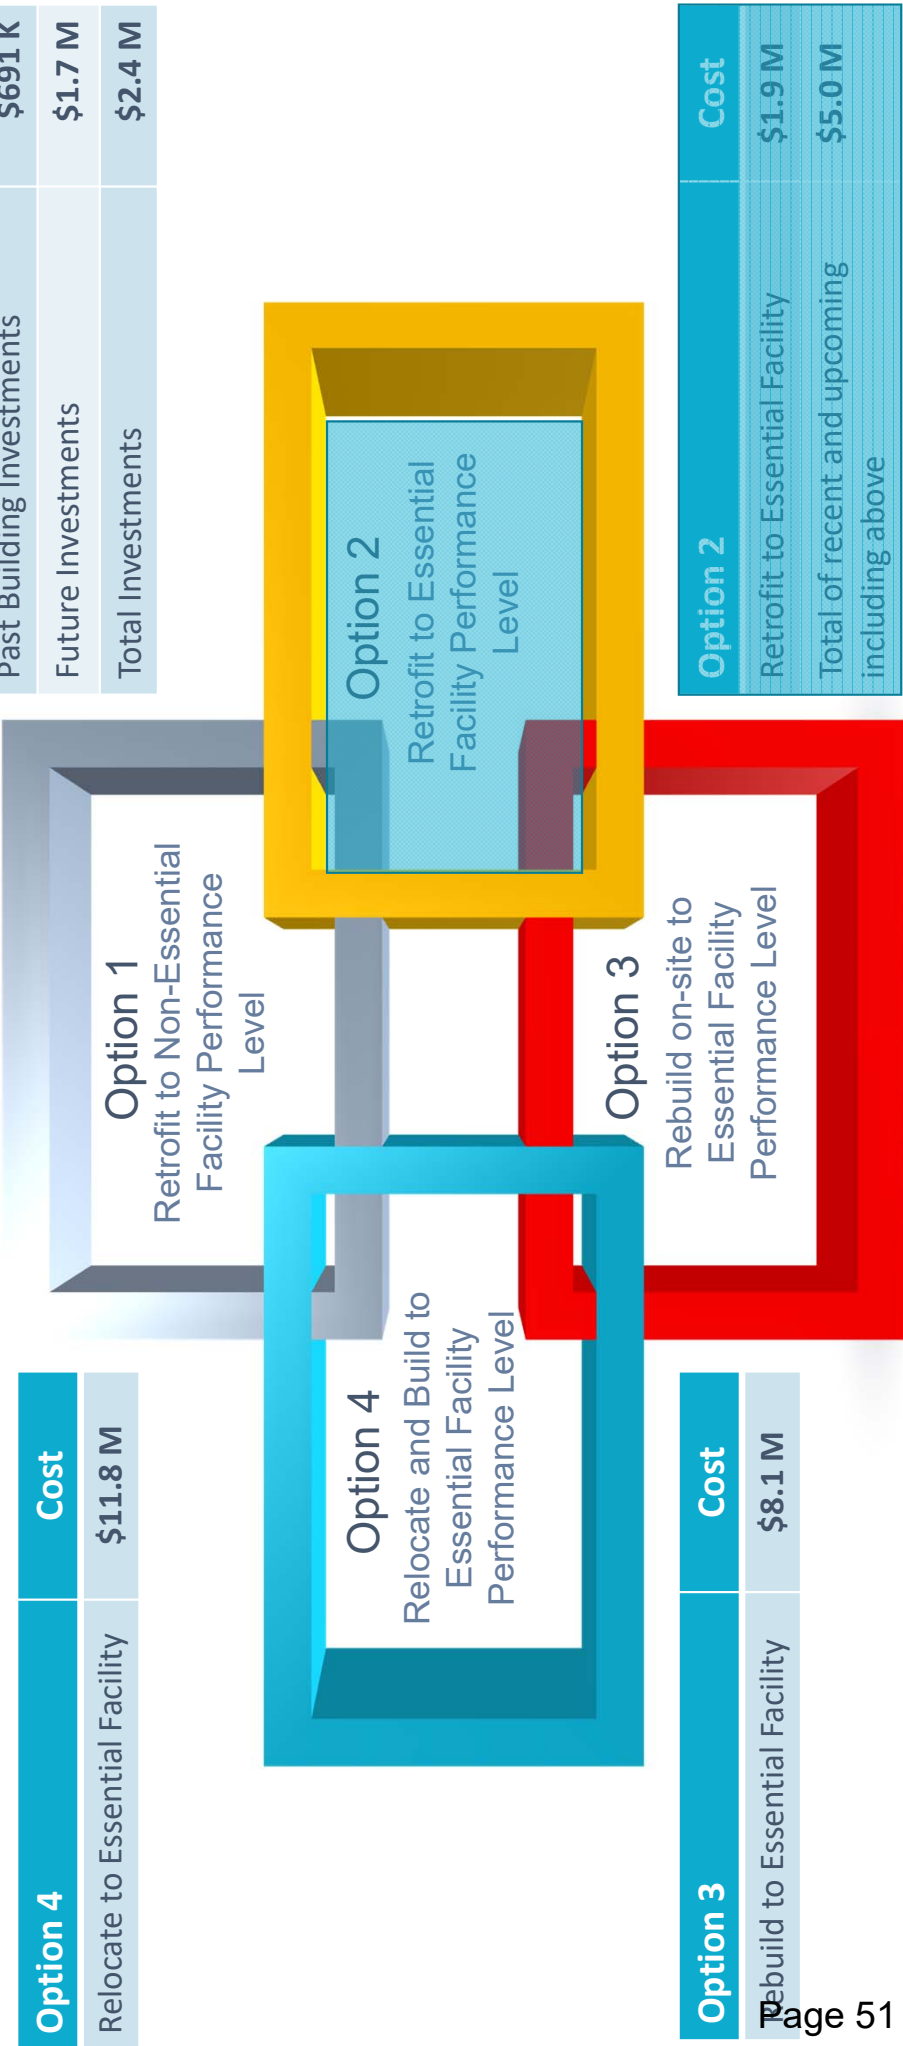 Option 4 Cost
Relocate to Essential Facility $11.8 M
Past Building Investments $691 K
Future Investments $1.7 M
Total Investments $2.4 M
Option 1
Retrofit to Non-Essential
Facility Performance
Level
Option 4
Relocate and Build to
Essential Facility
Performance Level
Option 2
Retrofit to Essential
Facility Performance
Level
Option 3
Rebuild on-site to
Essential Facility
Performance Level
Option 3 Cost
Rebuild to Essential Facility $8.1 M
Option 2 Cost
Retrofit to Essential Facility $1.9 M
Total of recent and upcoming $5.0 M
including above
Page 51